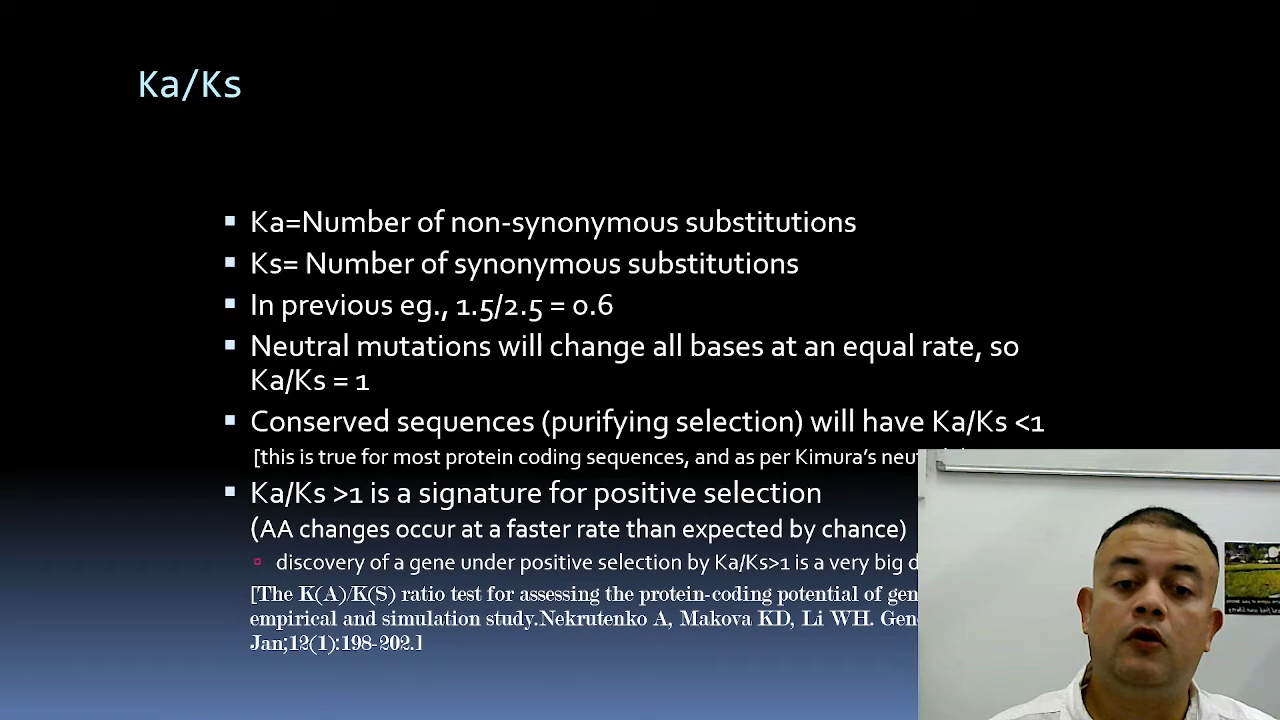 Ka/Ks
Ka=Number of non-synonymous substitutions
Ks= Number of synonymous substitutions
In previous eg., 1.5/2.5 = 0.6
Neutral mutations will change all bases at an equal rate, so
Ka/Ks = 1
Conserved sequences (purifying selection) will have Ka/Ks <1
[this is true for most protein coding sequences, and as per Kimura's
Ka/Ks >1 is a signature for positive selection
(AA changes occur at a faster rate than expected by chance)
discovery of a gene under positive selection by Ka/Ks>1 is a very big
[The K(A)/K(S) ratio test for assessing the protein-coding potential of
empirical and simulation study.Nekrutenko A, Makova KD, Li WH.
Jan;12(1):198-202.]